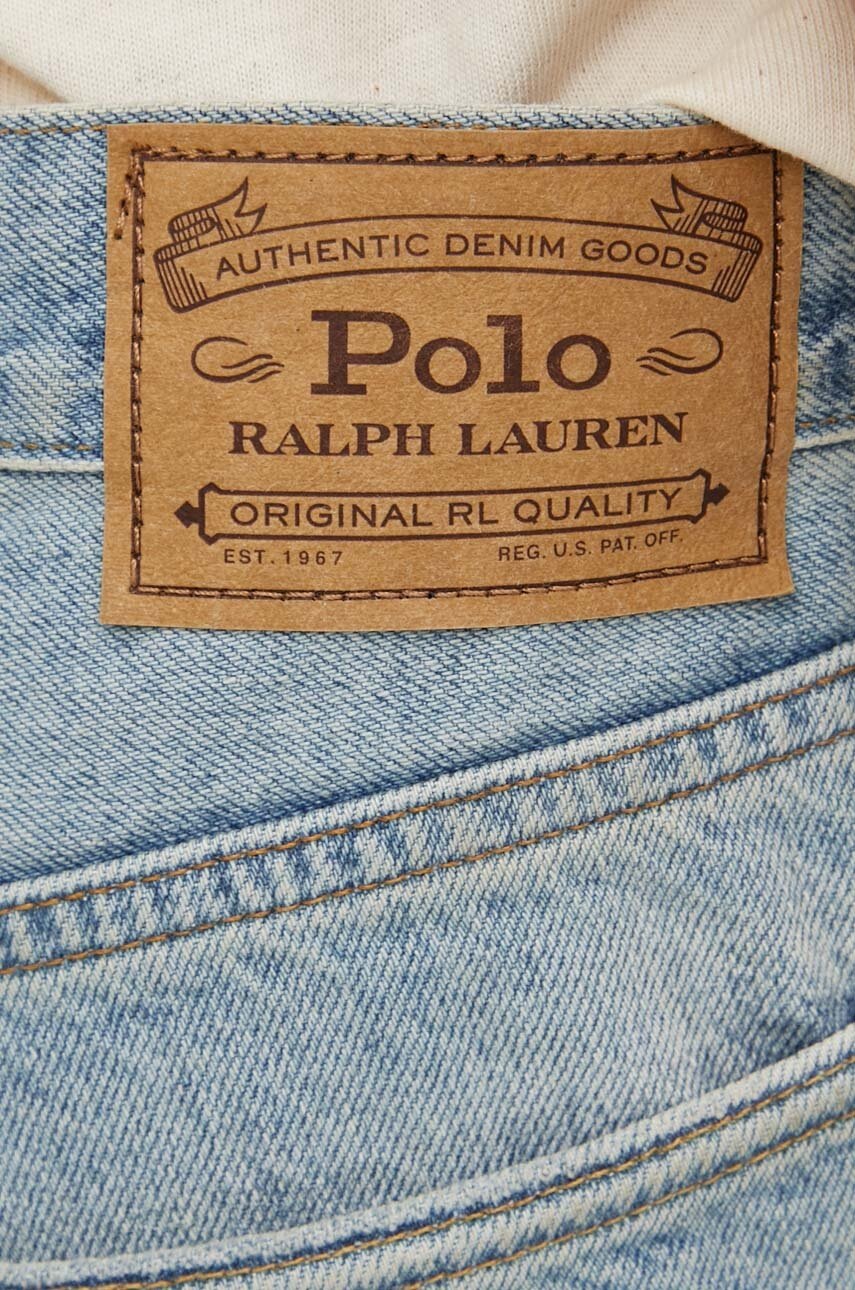 AUTHENTIC DENIM GOODS
Polo
RALPH LAUREN
ORIGINAL RL QUALITY
EST. 1967 REG. U.S. PAT. OFF.